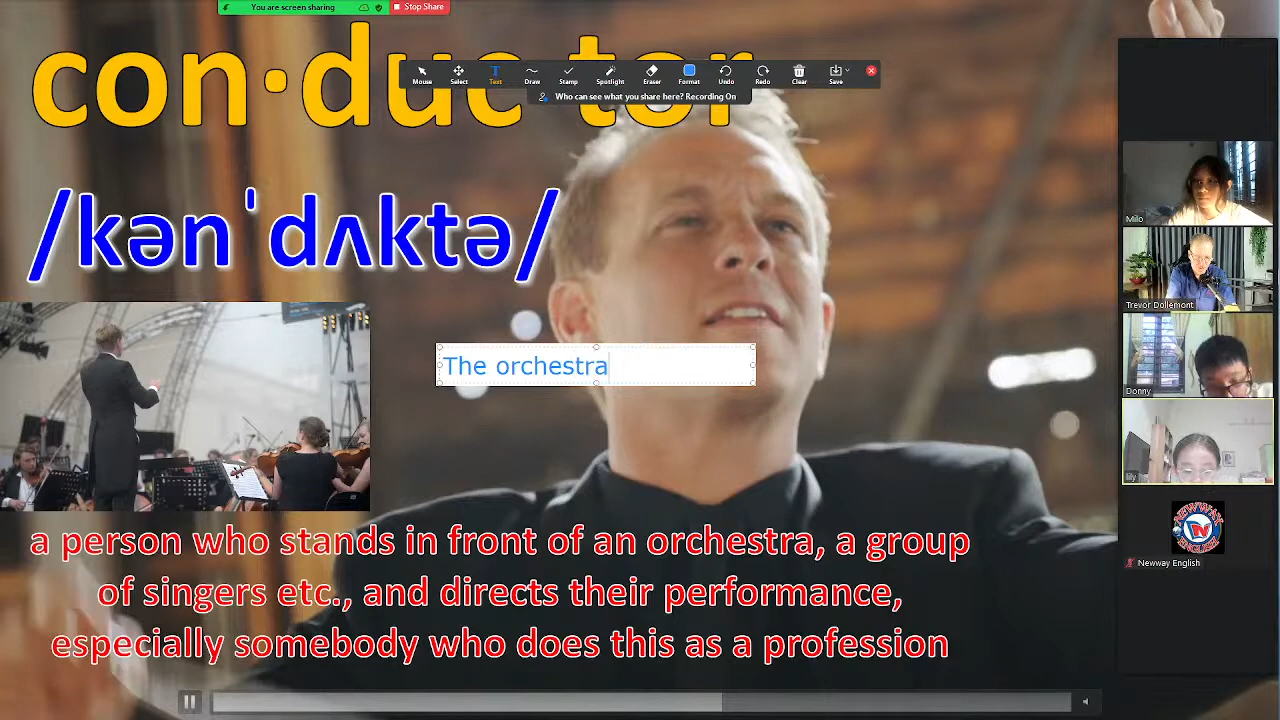 You are screen sharing
Stop Share
con·duc·tor
Mouse
Select
Text
Draw
Stamp
Spotlight
Eraser
Format
Undo
Redo
Clear
Save
Who can see what you share here? Recording On
/kənˈdʌktə/
The orchestra
a person who stands in front of an orchestra, a group
of singers etc., and directs their performance,
especially somebody who does this as a profession
Milo
Trevor Dollemont
Donny
NEWWAY
ENGLISH
Newway English